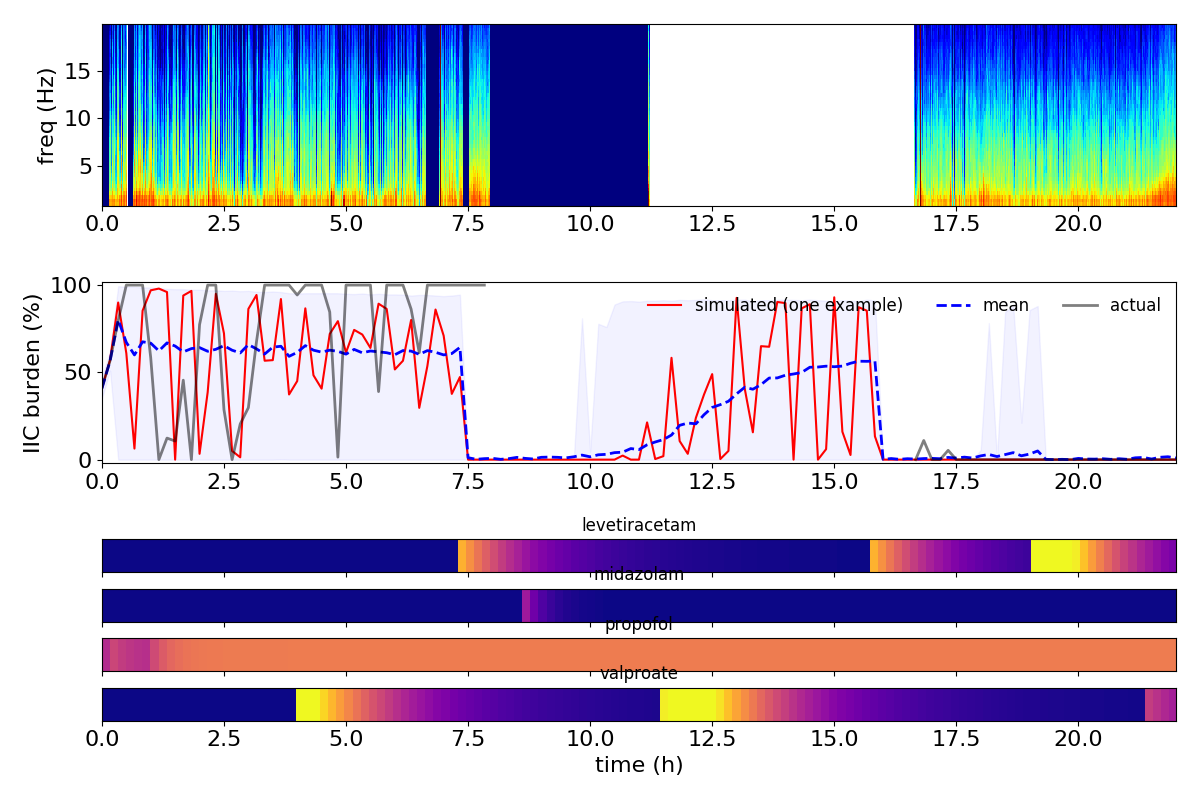 freq (Hz)
15
10
5
0.0 2.5 5.0 7.5 10.0 12.5 15.0 17.5 20.0
IIC burden (%)
100
50
0
simulated (one example) mean actual
0.0 2.5 5.0 7.5 10.0 12.5 15.0 17.5 20.0
levetiracetam
midazolam
propofol
valproate
0.0 2.5 5.0 7.5 10.0 12.5 15.0 17.5 20.0
time (h)